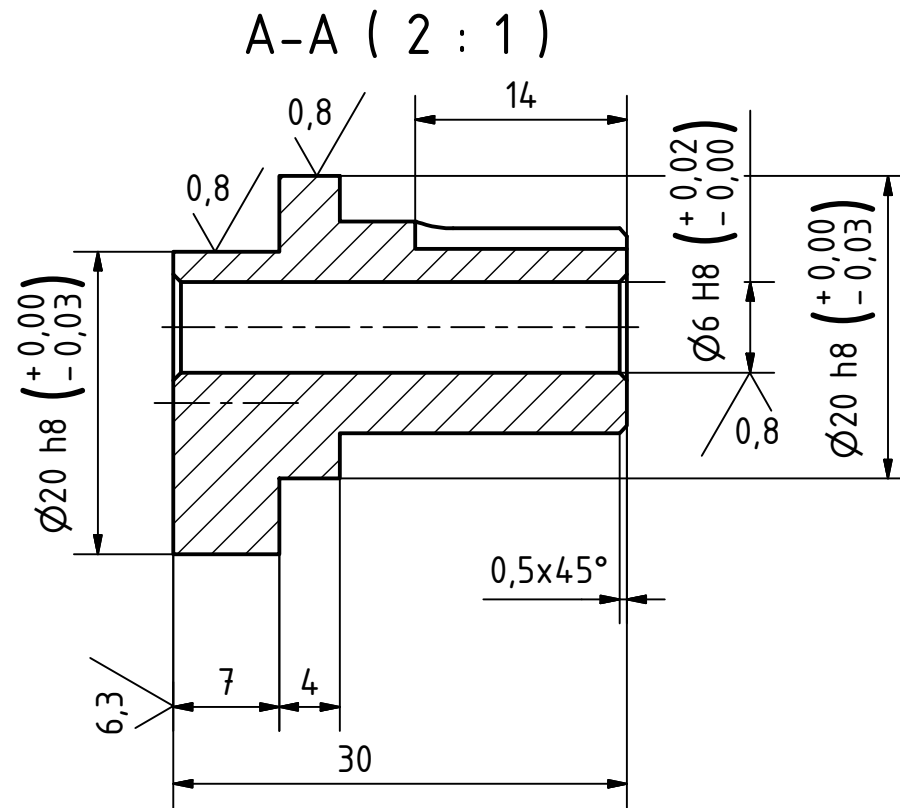 A-A ( 2 : 1 )
14
0,8
0,8
Ø20 h8 ( + 0,00
- 0,03 )
Ø6 H8 ( + 0,02
- 0,00 )
Ø20 h8 ( + 0,00
- 0,03 )
0,8
0,5x45°
6,3
7
4
30